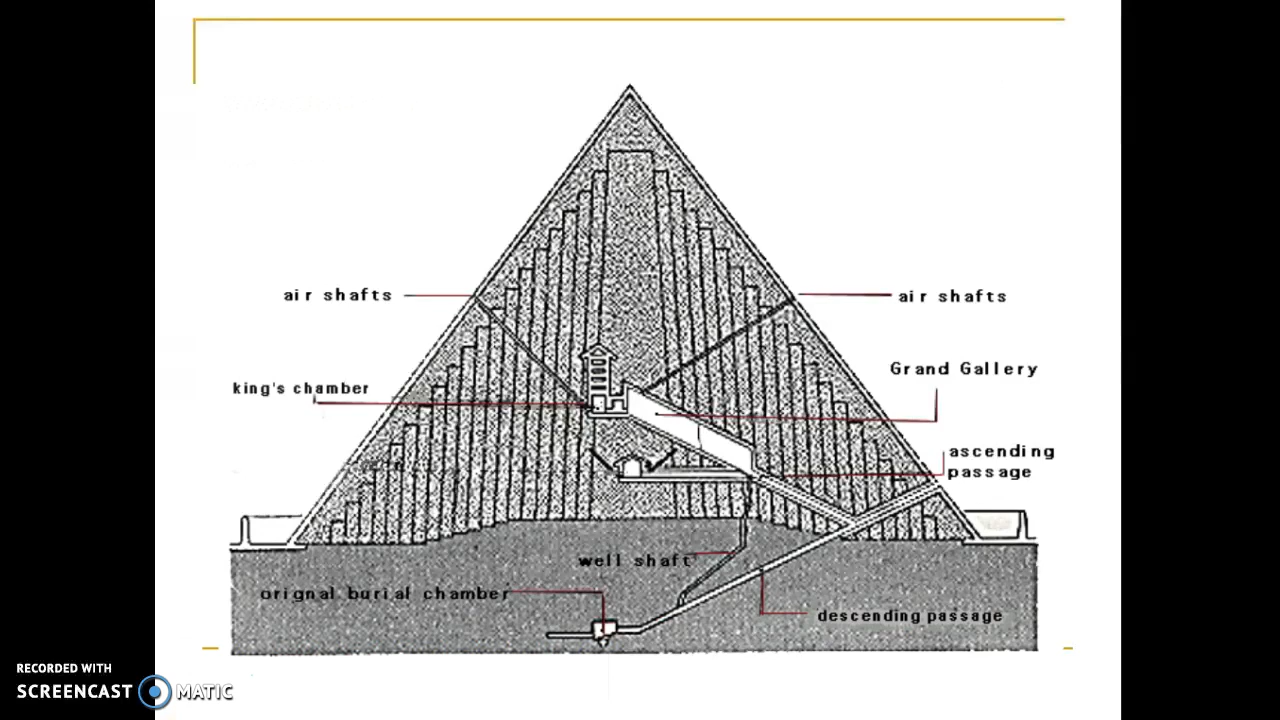 air shafts
air shafts
Grand Gallery
king's chamber
ascending
passage
well shaft
orignal burial chamber
descending passage
RECORDED WITH
SCREENCAST MATIC